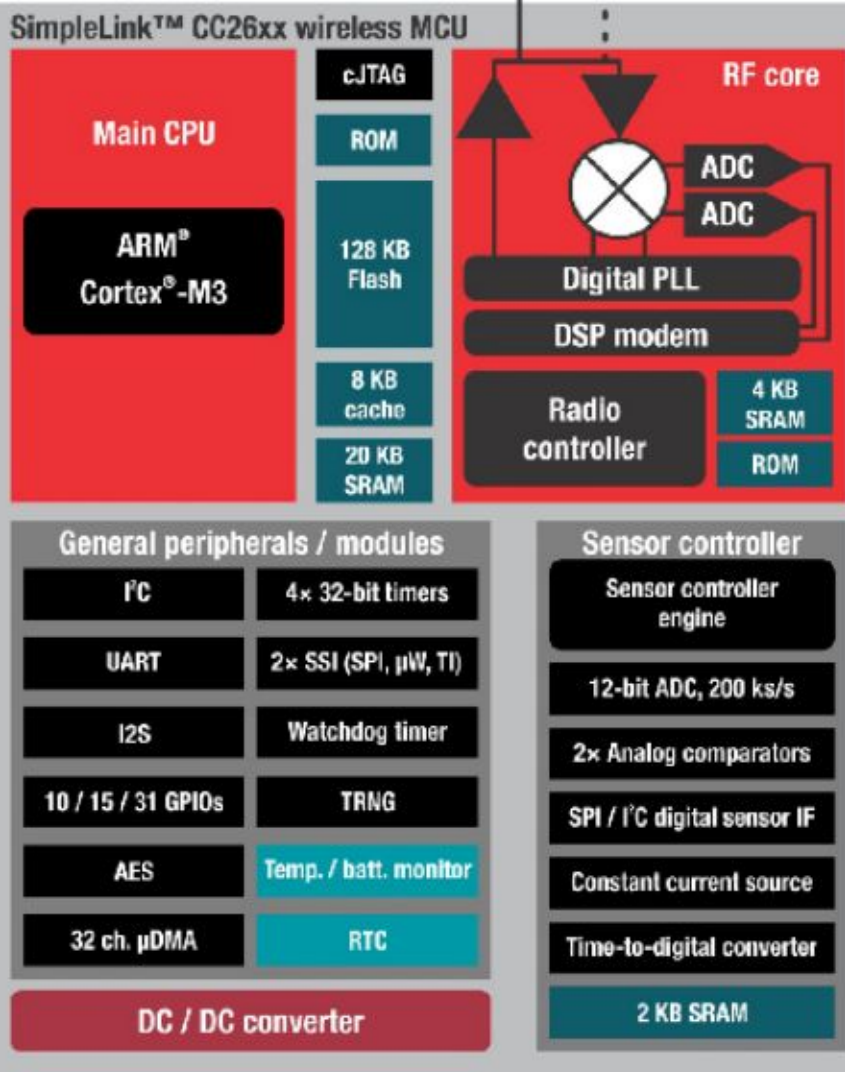 SimpleLink™ CC26xx wireless MCU
Main CPU
ARM®
Cortex®-M3
cJTAG
ROM
128 KB
Flash
8 KB
cache
20 KB
SRAM
RF core
ADC
ADC
Digital PLL
DSP modem
Radio
controller
4 KB
SRAM
ROM
General peripherals / modules
I²C
4× 32-bit timers
UART
2× SSI (SPI, µW, TI)
I2S
Watchdog timer
10 / 15 / 31 GPIOs
TRNG
AES
Temp. / batt. monitor
32 ch. µDMA
RTC
DC / DC converter
Sensor controller
Sensor controller
engine
12-bit ADC, 200 ks/s
2× Analog comparators
SPI / I²C digital sensor IF
Constant current source
Time-to-digital converter
2 KB SRAM